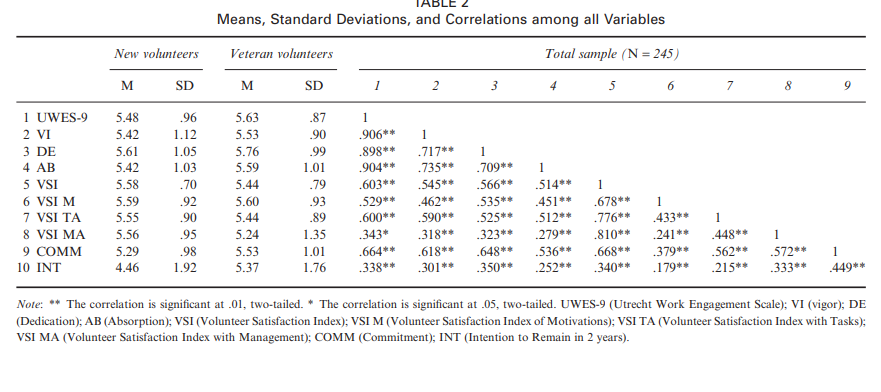 TABLE 2
Means, Standard Deviations, and Correlations among all Variables
New volunteers Veteran volunteers Total sample (N = 245)
M SD M SD 1 2 3 4 5 6 7 8 9
1 UWES-9 5.48 .96 5.63 .87 1
2 VI 5.42 1.12 5.53 .90 .906** 1
3 DE 5.61 1.05 5.76 .99 .898** .717** 1
4 AB 5.42 1.03 5.59 1.01 .904** .735** .709** 1
5 VSI 5.58 .70 5.44 .79 .603** .545** .566** .514** 1
6 VSI M 5.59 .92 5.60 .93 .529** .462** .535** .451** .678** 1
7 VSI TA 5.55 .90 5.44 .89 .600** .590** .525** .512** .776** .433** 1
8 VSI MA 5.56 .95 5.24 1.35 .343* .318** .323** .279** .810** .241** .448** 1
9 COMM 5.29 .98 5.53 1.01 .664** .618** .648** .536** .668** .379** .562** .572** 1
10 INT 4.46 1.92 5.37 1.76 .338** .301** .350** .252** .340** .179** .215** .333** .449**
Note: ** The correlation is significant at .01, two-tailed. * The correlation is significant at .05, two-tailed. UWES-9 (Utrecht Work Engagement Scale); VI (vigor); DE
(Dedication); AB (Absorption); VSI (Volunteer Satisfaction Index); VSI M (Volunteer Satisfaction Index of Motivations); VSI TA (Volunteer Satisfaction Index with Tasks);
VSI MA (Volunteer Satisfaction Index with Management); COMM (Commitment); INT (Intention to Remain in 2 years).